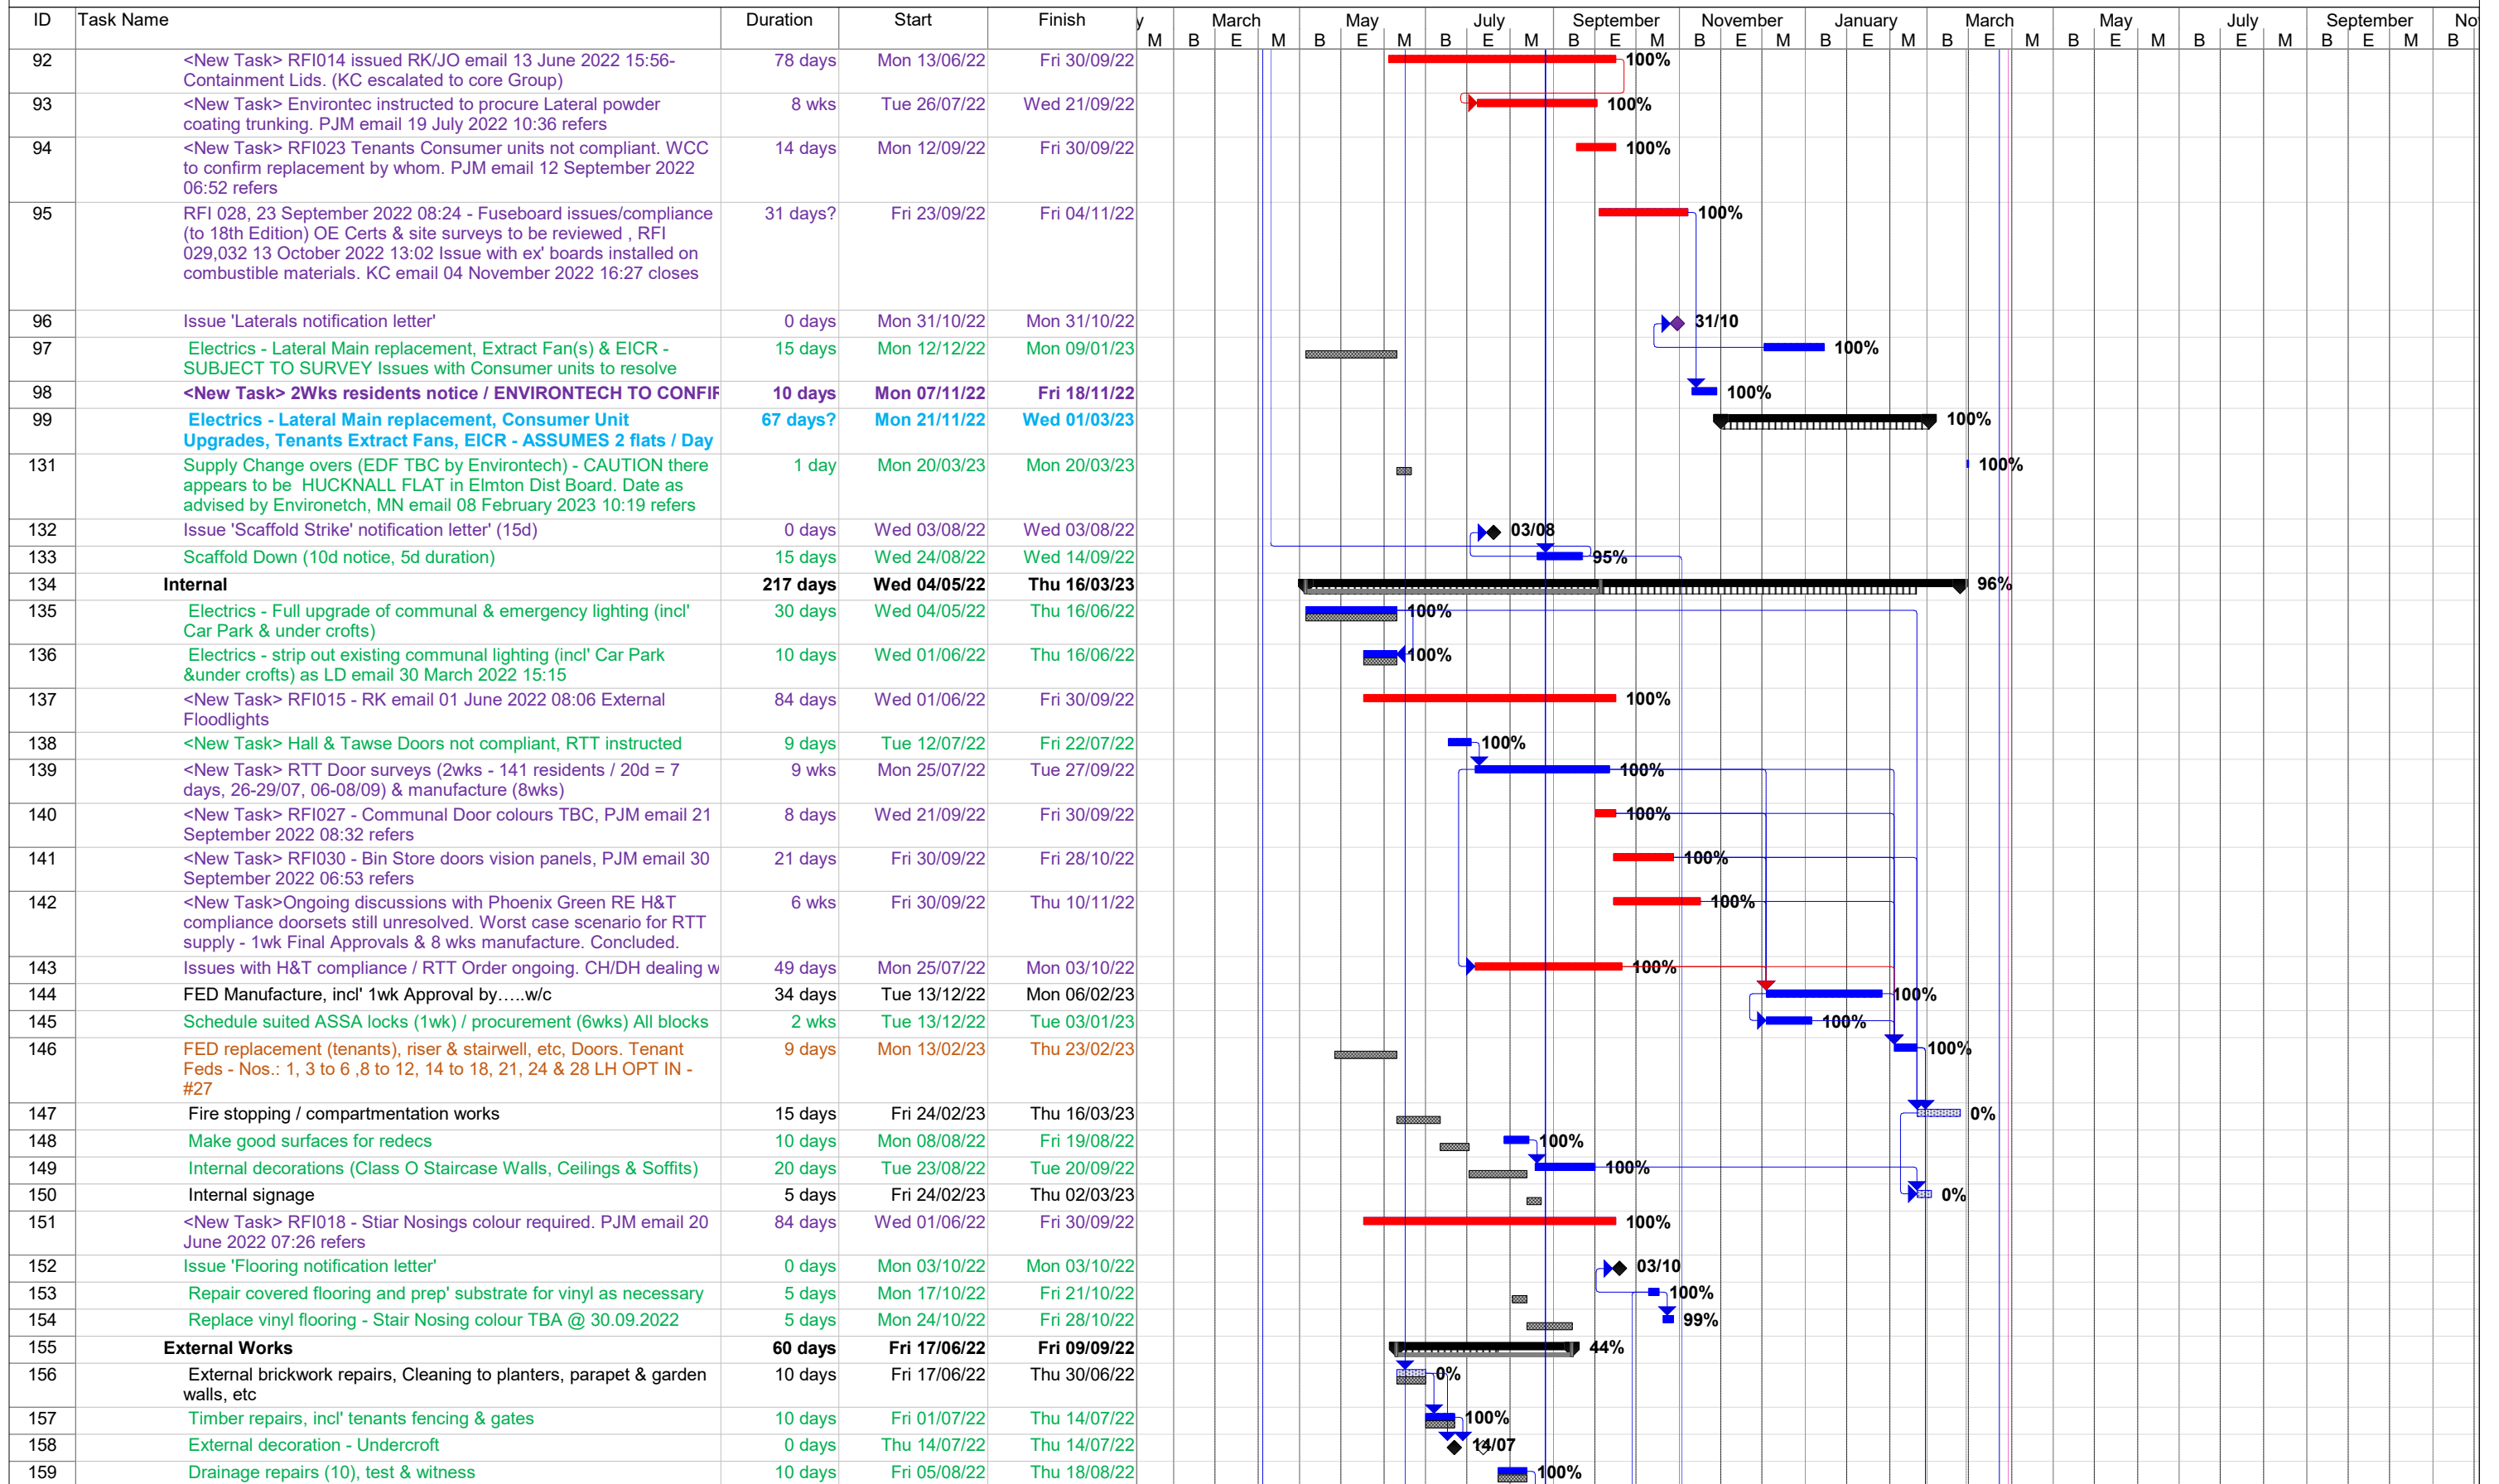 ID Task Name Duration Start Finish y March May July September November January March May July September No
M B E M B E M B E M B E M B E M B E M B E M B E M B E M B E M B
92 <New Task> RFI014 issued RK/JO email 13 June 2022 15:56- 78 days Mon 13/06/22 Fri 30/09/22 100%
Containment Lids. (KC escalated to core Group)
93 <New Task> Environtec instructed to procure Lateral powder 8 wks Tue 26/07/22 Wed 21/09/22 100%
coating trunking. PJM email 19 July 2022 10:36 refers
94 <New Task> RFI023 Tenants Consumer units not compliant. WCC 14 days Mon 12/09/22 Fri 30/09/22 100%
to confirm replacement by whom. PJM email 12 September 2022
06:52 refers
95 RFI 028, 23 September 2022 08:24 - Fuseboard issues/compliance 31 days? Fri 23/09/22 Fri 04/11/22 100%
(to 18th Edition) OE Certs & site surveys to be reviewed , RFI
029,032 13 October 2022 13:02 Issue with ex' boards installed on
combustible materials. KC email 04 November 2022 16:27 closes
96 Issue 'Laterals notification letter' 0 days Mon 31/10/22 Mon 31/10/22 31/10
97 Electrics - Lateral Main replacement, Extract Fan(s) & EICR - 15 days Mon 12/12/22 Mon 09/01/23 100%
SUBJECT TO SURVEY Issues with Consumer units to resolve
98 <New Task> 2Wks residents notice / ENVIRONTECH TO CONFIR 10 days Mon 07/11/22 Fri 18/11/22 100%
99 Electrics - Lateral Main replacement, Consumer Unit 67 days? Mon 21/11/22 Wed 01/03/23 100%
Upgrades, Tenants Extract Fans, EICR - ASSUMES 2 flats / Day
131 Supply Change overs (EDF TBC by Environtech) - CAUTION there 1 day Mon 20/03/23 Mon 20/03/23 100%
appears to be HUCKNALL FLAT in Elmton Dist Board. Date as
advised by Environetch, MN email 08 February 2023 10:19 refers
132 Issue 'Scaffold Strike' notification letter' (15d) 0 days Wed 03/08/22 Wed 03/08/22 03/08
133 Scaffold Down (10d notice, 5d duration) 15 days Wed 24/08/22 Wed 14/09/22 95%
134 Internal 217 days Wed 04/05/22 Thu 16/03/23 96%
135 Electrics - Full upgrade of communal & emergency lighting (incl' 30 days Wed 04/05/22 Thu 16/06/22 100%
Car Park & under crofts)
136 Electrics - strip out existing communal lighting (incl' Car Park 10 days Wed 01/06/22 Thu 16/06/22 100%
&under crofts) as LD email 30 March 2022 15:15
137 <New Task> RFI015 - RK email 01 June 2022 08:06 External 84 days Wed 01/06/22 Fri 30/09/22 100%
Floodlights
138 <New Task> Hall & Tawse Doors not compliant, RTT instructed 9 days Tue 12/07/22 Fri 22/07/22 100%
139 <New Task> RTT Door surveys (2wks - 141 residents / 20d = 7 9 wks Mon 25/07/22 Tue 27/09/22 100%
days, 26-29/07, 06-08/09) & manufacture (8wks)
140 <New Task> RFI027 - Communal Door colours TBC, PJM email 21 8 days Wed 21/09/22 Fri 30/09/22 100%
September 2022 08:32 refers
141 <New Task> RFI030 - Bin Store doors vision panels, PJM email 30 21 days Fri 30/09/22 Fri 28/10/22 100%
September 2022 06:53 refers
142 <New Task>Ongoing discussions with Phoenix Green RE H&T 6 wks Fri 30/09/22 Thu 10/11/22 100%
compliance doorsets still unresolved. Worst case scenario for RTT
supply - 1wk Final Approvals & 8 wks manufacture. Concluded.
143 Issues with H&T compliance / RTT Order ongoing. CH/DH dealing w 49 days Mon 25/07/22 Mon 03/10/22 100%
144 FED Manufacture, incl' 1wk Approval by.....w/c 34 days Tue 13/12/22 Mon 06/02/23 100%
145 Schedule suited ASSA locks (1wk) / procurement (6wks) All blocks 2 wks Tue 13/12/22 Tue 03/01/23 100%
146 FED replacement (tenants), riser & stairwell, etc, Doors. Tenant 9 days Mon 13/02/23 Thu 23/02/23 100%
Feds - Nos.: 1, 3 to 6 ,8 to 12, 14 to 18, 21, 24 & 28 LH OPT IN -
#27
147 Fire stopping / compartmentation works 15 days Fri 24/02/23 Thu 16/03/23 0%
148 Make good surfaces for redecs 10 days Mon 08/08/22 Fri 19/08/22 100%
149 Internal decorations (Class O Staircase Walls, Ceilings & Soffits) 20 days Tue 23/08/22 Tue 20/09/22 100%
150 Internal signage 5 days Fri 24/02/23 Thu 02/03/23 0%
151 <New Task> RFI018 - Stiar Nosings colour required. PJM email 20 84 days Wed 01/06/22 Fri 30/09/22 100%
June 2022 07:26 refers
152 Issue 'Flooring notification letter' 0 days Mon 03/10/22 Mon 03/10/22 03/10
153 Repair covered flooring and prep' substrate for vinyl as necessary 5 days Mon 17/10/22 Fri 21/10/22 100%
154 Replace vinyl flooring - Stair Nosing colour TBA @ 30.09.2022 5 days Mon 24/10/22 Fri 28/10/22 99%
155 External Works 60 days Fri 17/06/22 Fri 09/09/22 44%
156 External brickwork repairs, Cleaning to planters, parapet & garden 10 days Fri 17/06/22 Thu 30/06/22 0%
walls, etc
157 Timber repairs, incl' tenants fencing & gates 10 days Fri 01/07/22 Thu 14/07/22 100%
158 External decoration - Undercroft 0 days Thu 14/07/22 Thu 14/07/22 14/07
159 Drainage repairs (10), test & witness 10 days Fri 05/08/22 Thu 18/08/22 100%